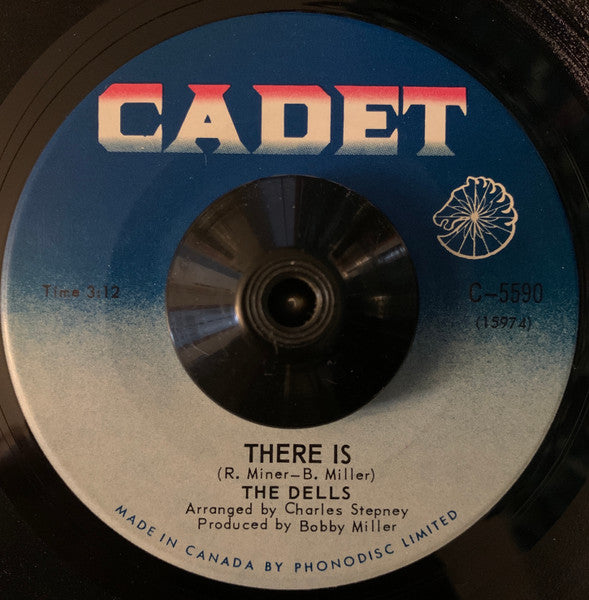 CADET
Time 3:12
C-5590
(15974)
THERE IS
(R. Miner-B. Miller)
THE DELLS
Arranged by Charles Stepney
Produced by Bobby Miller
MADE IN CANADA BY PHONODISC LIMITED